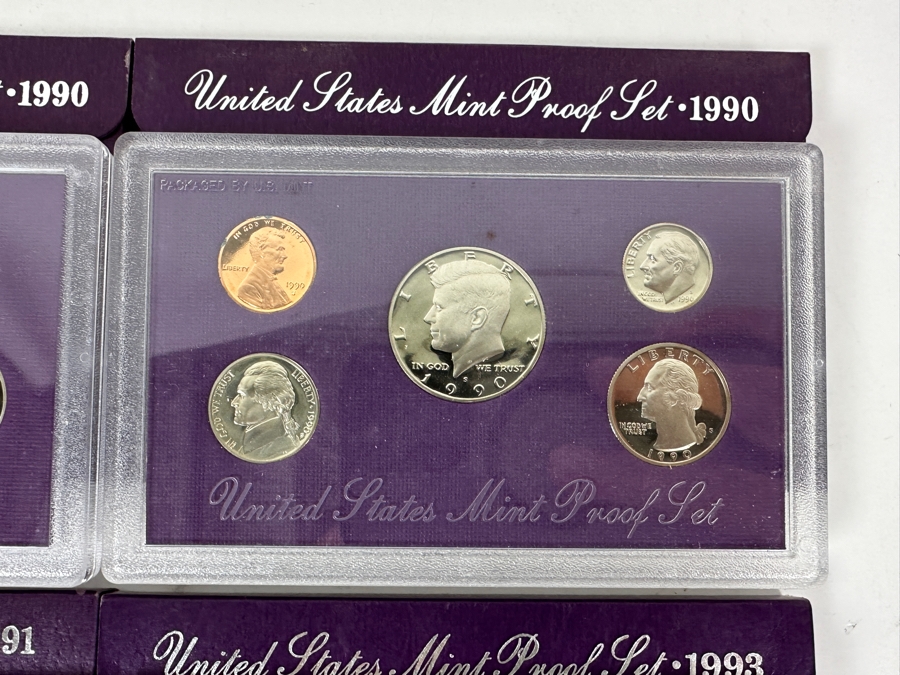 · 1990
United States Mint Proof Set · 1990
PACKAGED BY U.S. MINT
IN GOD WE TRUST
LIBERTY
1990
LIBERTY
IN GOD WE TRUST
S
1990
LIBERTY
1990
IN GOD WE TRUST
LIBERTY · 1990
LIBERTY
IN GOD WE
TRUST
S
1990
United States Mint Proof Set
91
United States Mint Proof Set · 1993